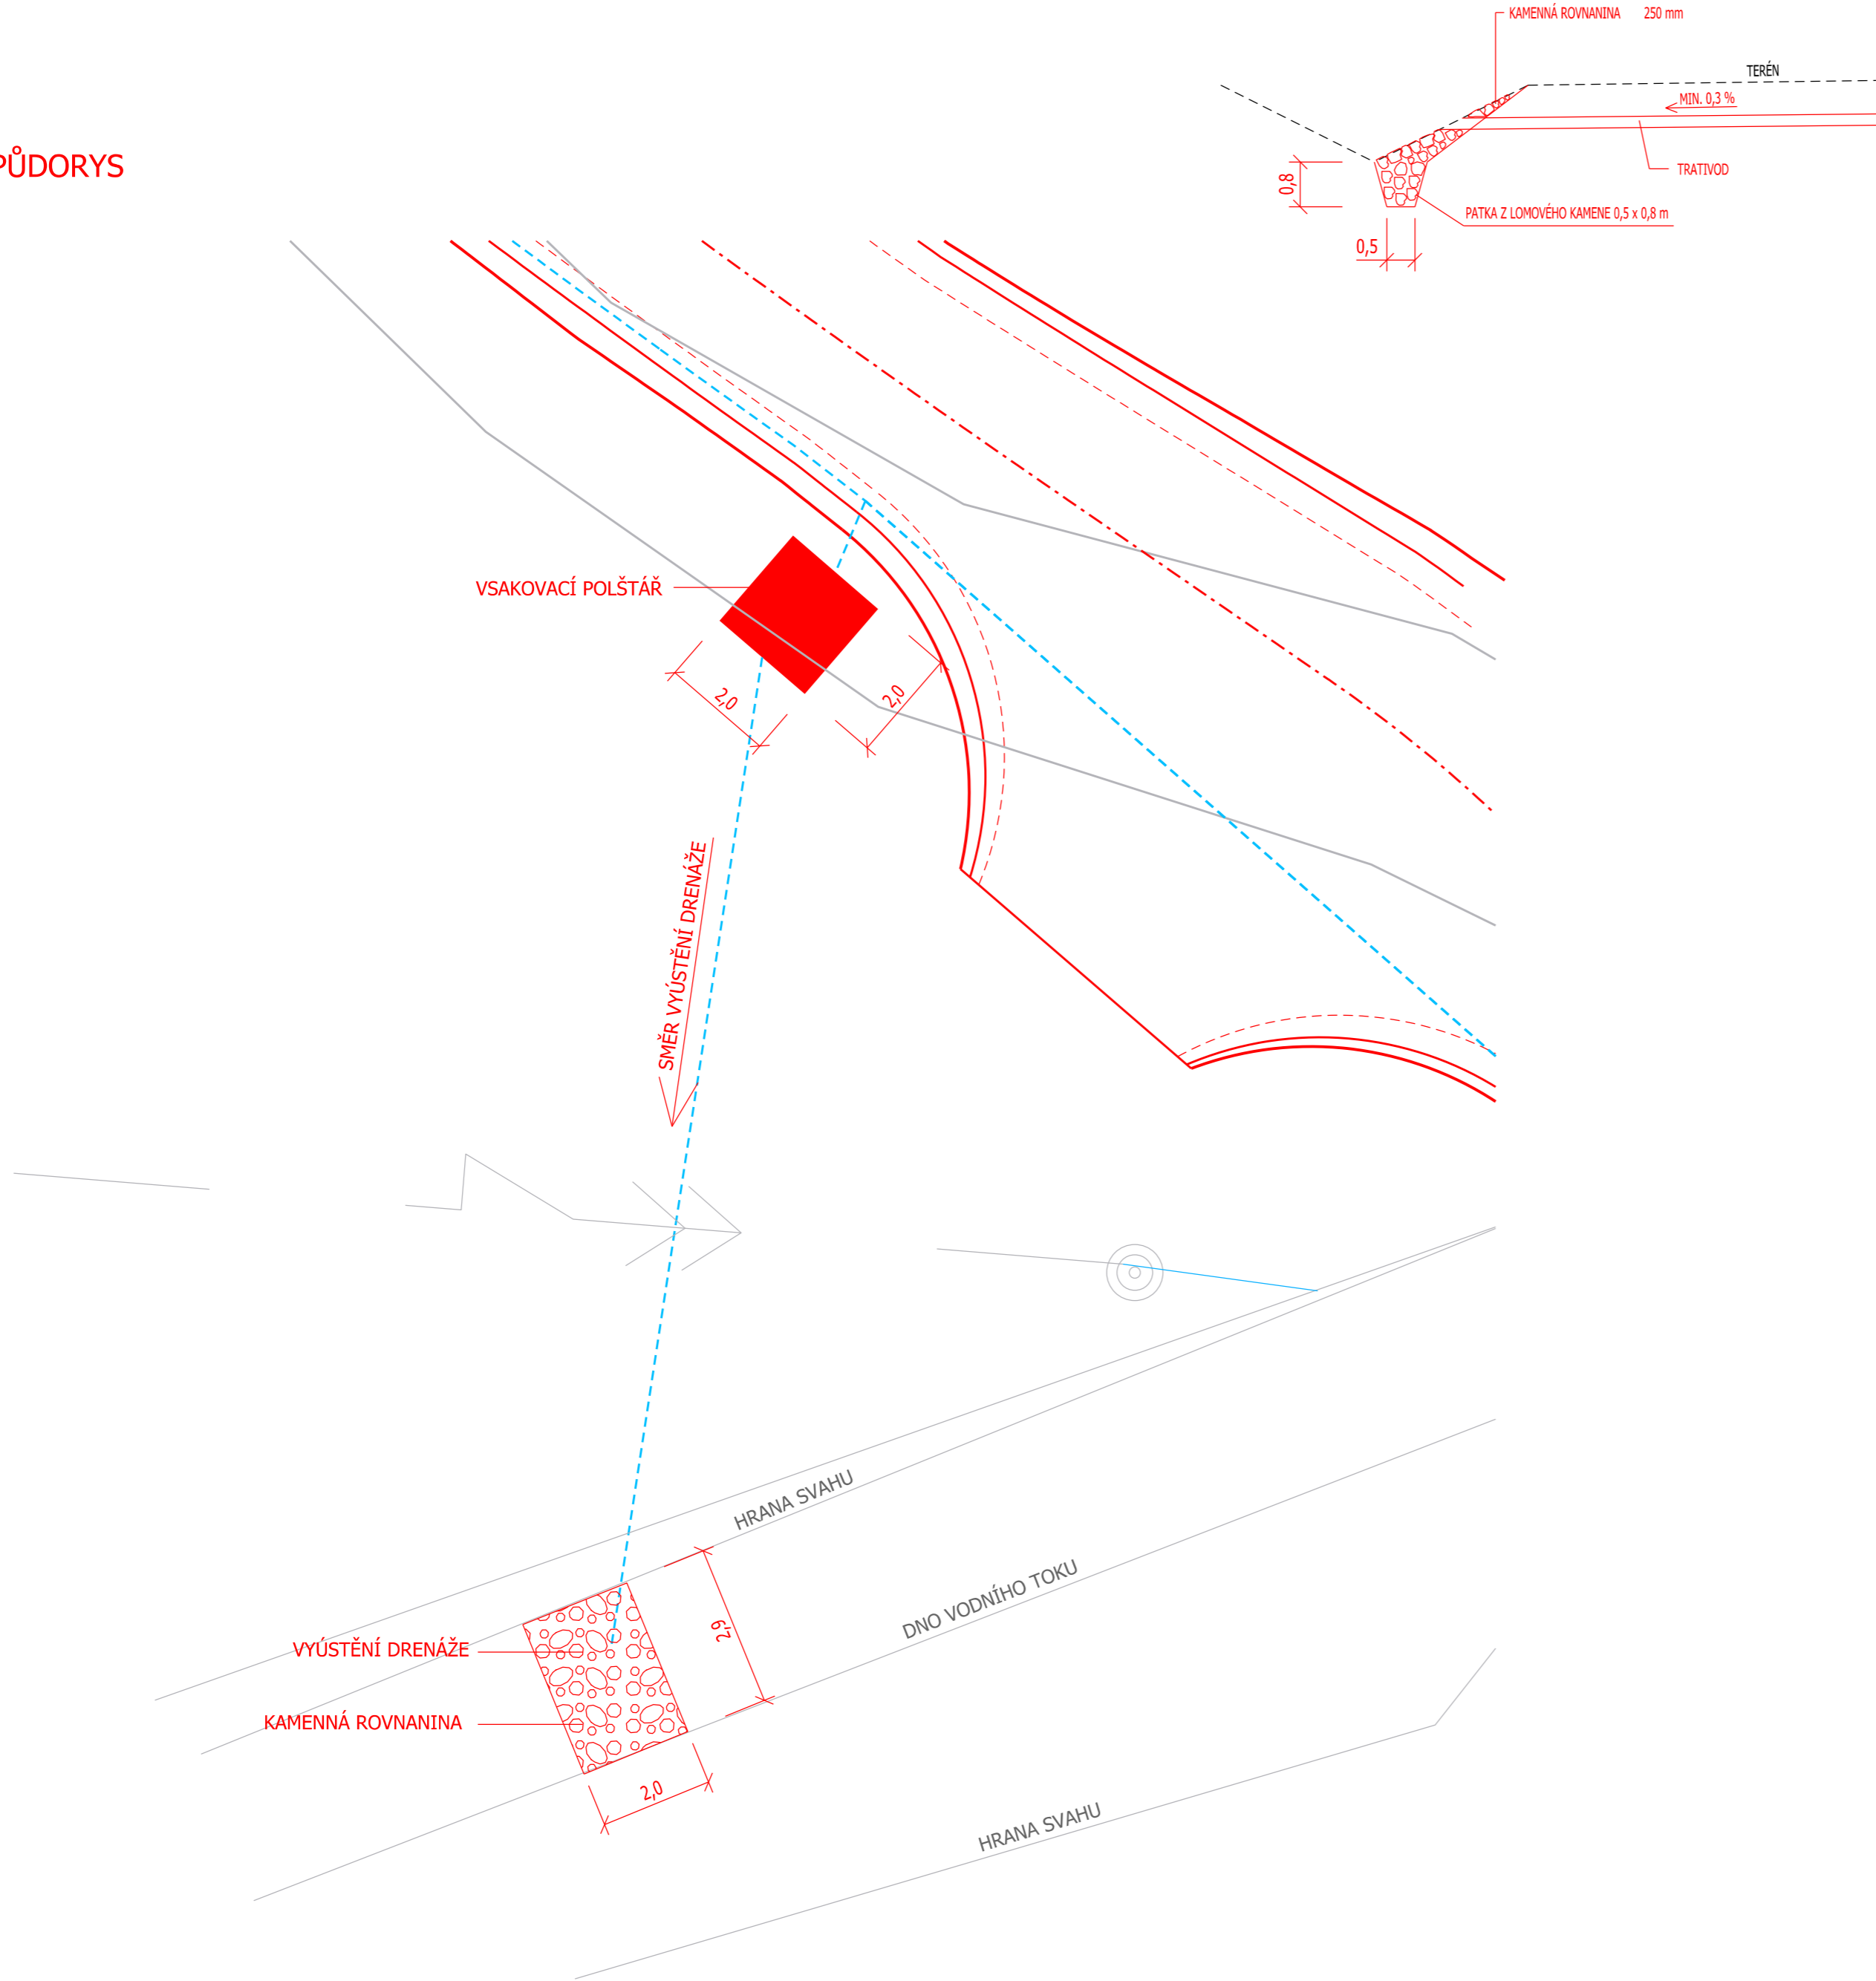 KAMENNÁ ROVNANINA 250 mm
TERÉN
MIN. 0,3 %
TRATIVOD
0,8
PATKA Z LOMOVÉHO KAMENE 0,5 x 0,8 m
0,5
PŮDORYS
VSAKOVACÍ POLŠTÁŘ
2,0
2,0
SMĚR VYÚSTĚNÍ DRENÁŽE
HRANA SVAHU
DNO VODNÍHO TOKU
2,9
VYÚSTĚNÍ DRENÁŽE
KAMENNÁ ROVNANINA
2,0
HRANA SVAHU